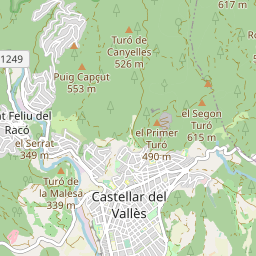 617 m
Turó de
Canyelles
526 m
1249
Puig Capçut
553 m
t Feliu del
Racó
el Segon
Turó
615 m
el Primer
Turó
490 m
el Serrat
349 m
Turó de
la Malesa
339 m
Castellar del
Vallès